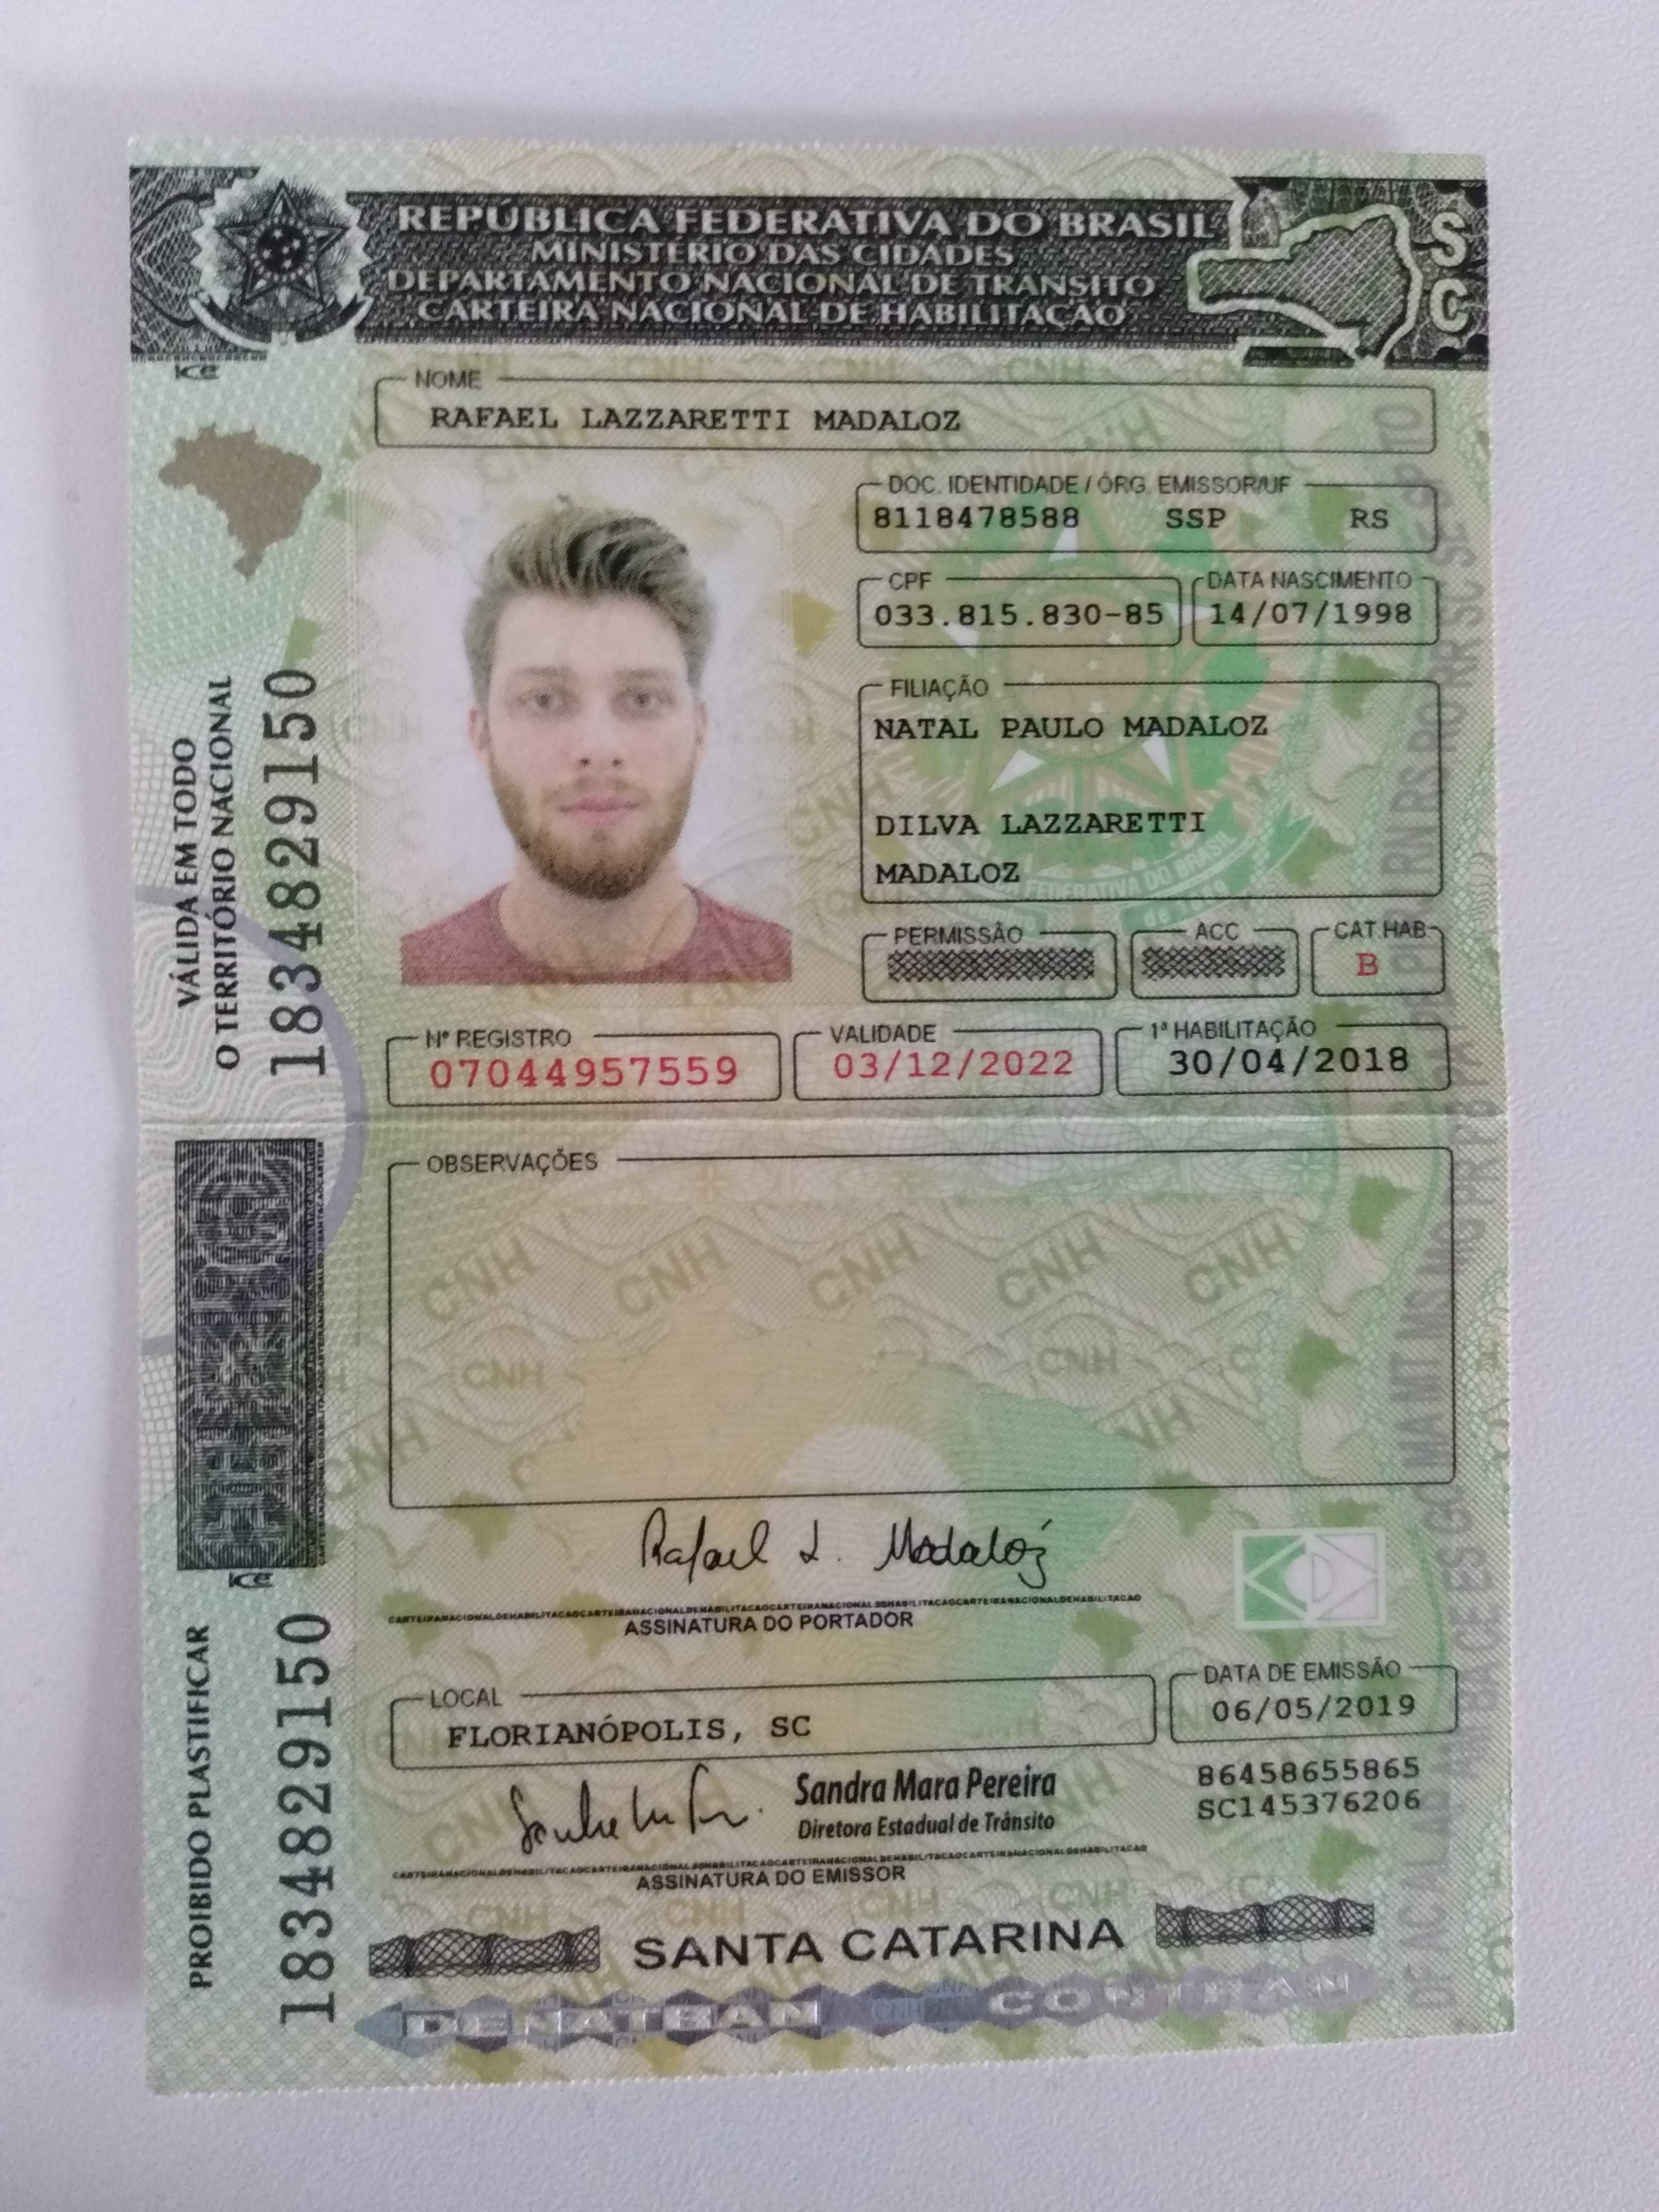 REPÚBLICA FEDERATIVA DO BRASIL
MINISTÉRIO DAS CIDADES
DEPARTAMENTO NACIONAL DE TRÂNSITO
CARTEIRA NACIONAL DE HABILITAÇÃO
SC
NOME
RAFAEL LAZZARETTI MADALOZ
DOC. IDENTIDADE / ÓRG. EMISSOR/UF
8118478588 SSP RS
CPF
033.815.830-85
DATA NASCIMENTO
14/07/1998
FILIAÇÃO
NATAL PAULO MADALOZ
DILVA LAZZARETTI
MADALOZ
PERMISSÃO
ACC
CAT.HAB
B
Nº REGISTRO
07044957559
VALIDADE
03/12/2022
1ª HABILITAÇÃO
30/04/2018
VÁLIDA EM TODO
O TERRITÓRIO NACIONAL
1834829150
OBSERVAÇÕES
Rafael L. Madaloz
ASSINATURA DO PORTADOR
LOCAL
FLORIANÓPOLIS, SC
DATA DE EMISSÃO
06/05/2019
Sandra Mara Pereira
Diretora Estadual de Trânsito
86458655865
SC145376206
ASSINATURA DO EMISSOR
PROIBIDO PLASTIFICAR
1834829150
SANTA CATARINA
DENATRAN CONTRAN